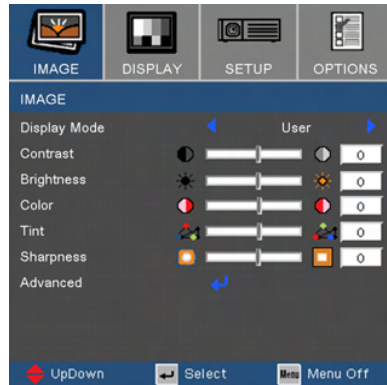 IMAGE DISPLAY SETUP OPTIONS
IMAGE
Display Mode User
Contrast 0
Brightness 0
Color 0
Tint 0
Sharpness 0
Advanced
UpDown Select Menu Menu Off